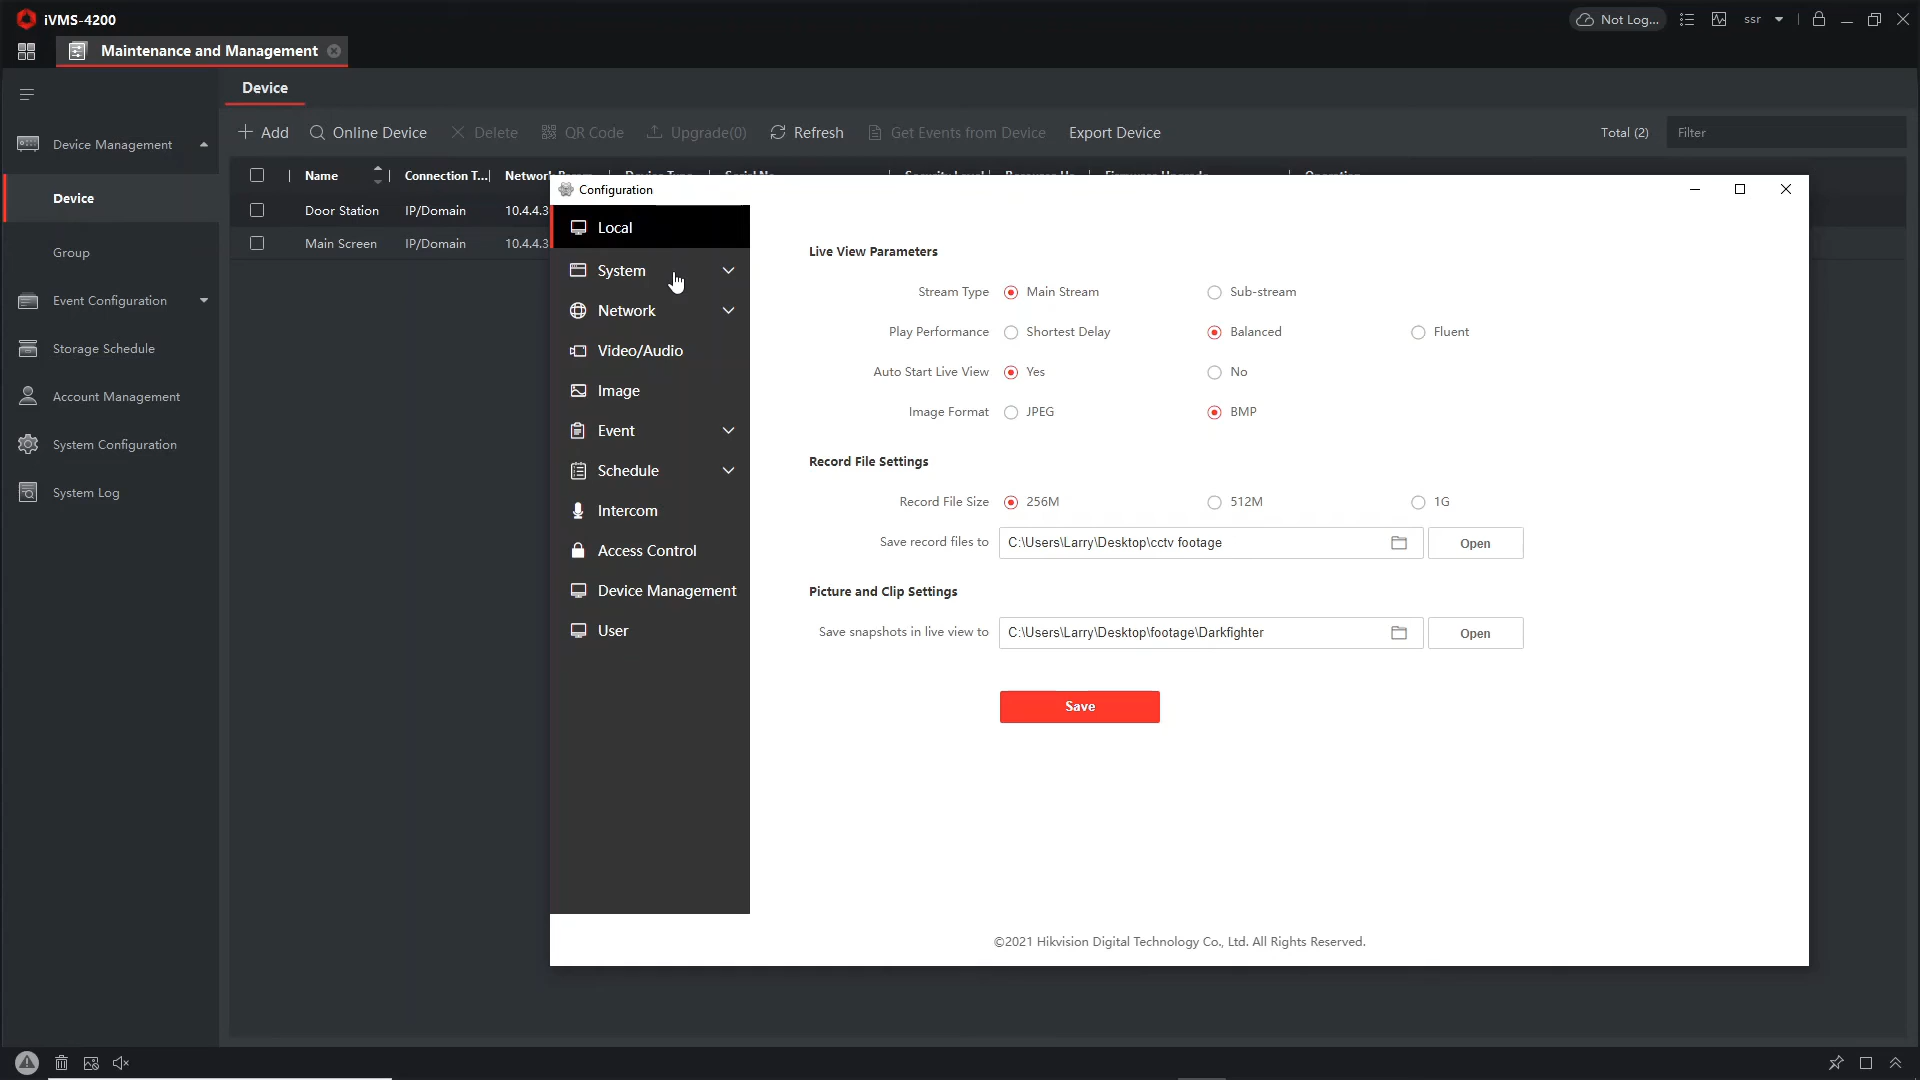 iVMS-4200
Not Log...
ssr
Maintenance and Management
Device
Add
Online Device
Delete
QR Code
Upgrade(0)
Refresh
Get Events from Device
Export Device
Total (2)
Filter
Device Management
Device
Group
Event Configuration
Storage Schedule
Account Management
System Configuration
System Log
Name
Connection T...
Door Station
IP/Domain
10.4.4.3
Main Screen
IP/Domain
10.4.4.3
Configuration
Local
System
Network
Video/Audio
Image
Event
Schedule
Intercom
Access Control
Device Management
User
Live View Parameters
Stream Type Main Stream Sub-stream
Play Performance Shortest Delay Balanced Fluent
Auto Start Live View Yes No
Image Format JPEG BMP
Record File Settings
Record File Size 256M 512M 1G
Save record files to C:\Users\Larry\Desktop\cctv footage Open
Picture and Clip Settings
Save snapshots in live view to C:\Users\Larry\Desktop\footage\Darkfighter Open
Save
©2021 Hikvision Digital Technology Co., Ltd. All Rights Reserved.